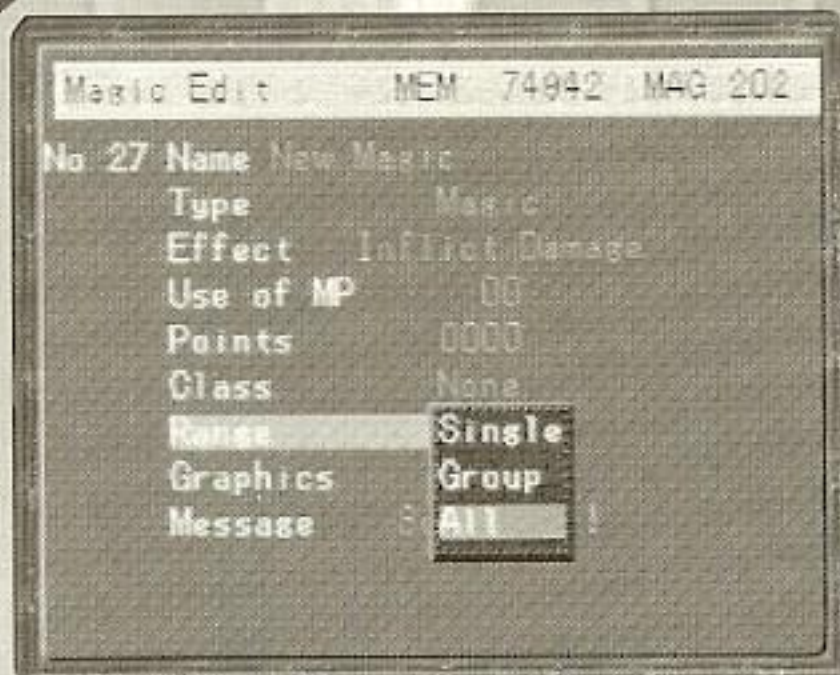 Magic Edit MEM 74942 MAG 202
No 27 Name New Magic
Type Magic
Effect Inflict Damage
Use of MP 00
Points 0000
Class None
Range Single
Graphics Group
Message All !